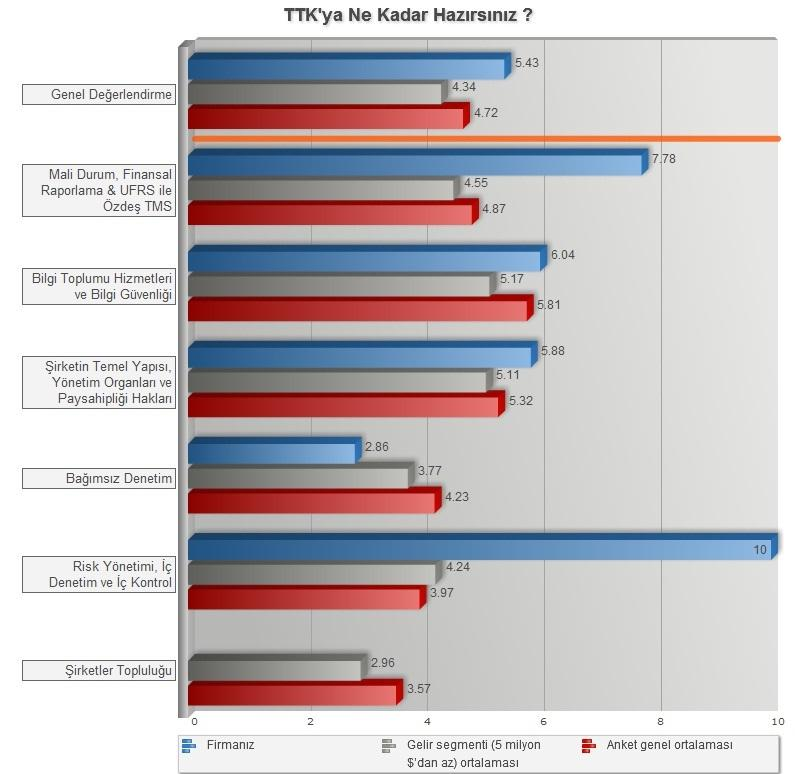 TTK'ya Ne Kadar Hazırsınız ?
Genel Değerlendirme
5.43
4.34
4.72
Mali Durum, Finansal
Raporlama & UFRS ile
Özdeş TMS
7.78
4.55
4.87
Bilgi Toplumu Hizmetleri
ve Bilgi Güvenliği
6.04
5.17
5.81
Şirketin Temel Yapısı,
Yönetim Organları ve
Paysahipliği Hakları
5.88
5.11
5.32
Bağımsız Denetim
2.86
3.77
4.23
Risk Yönetimi, İç
Denetim ve İç Kontrol
10
4.24
3.97
Şirketler Topluluğu
2.96
3.57
0 2 4 6 8 10
Firmanız
Gelir segmenti (5 milyon
$'dan az) ortalaması
Anket genel ortalaması